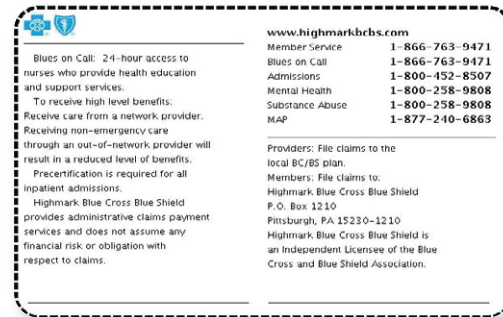 Blues on Call: 24-hour access to
nurses who provide health education
and support services.
To receive high level benefits:
Receive care from a network provider.
Receiving non-emergency care
through an out-of-network provider will
result in a reduced level of benefits.
Precertification is required for all
inpatient admissions.
Highmark Blue Cross Blue Shield
provides administrative claims payment
services and does not assume any
financial risk or obligation with
respect to claims.
www.highmarkbcbs.com
Member Service 1-866-763-9471
Blues on Call 1-866-763-9471
Admissions 1-800-452-8507
Mental Health 1-800-258-9808
Substance Abuse 1-800-258-9808
MAP 1-877-240-6863
Providers: File claims to the
local BC/BS plan.
Members: File claims to:
Highmark Blue Cross Blue Shield
P.O. Box 1210
Pittsburgh, PA 15230-1210
Highmark Blue Cross Blue Shield is
an Independent Licensee of the Blue
Cross and Blue Shield Association.